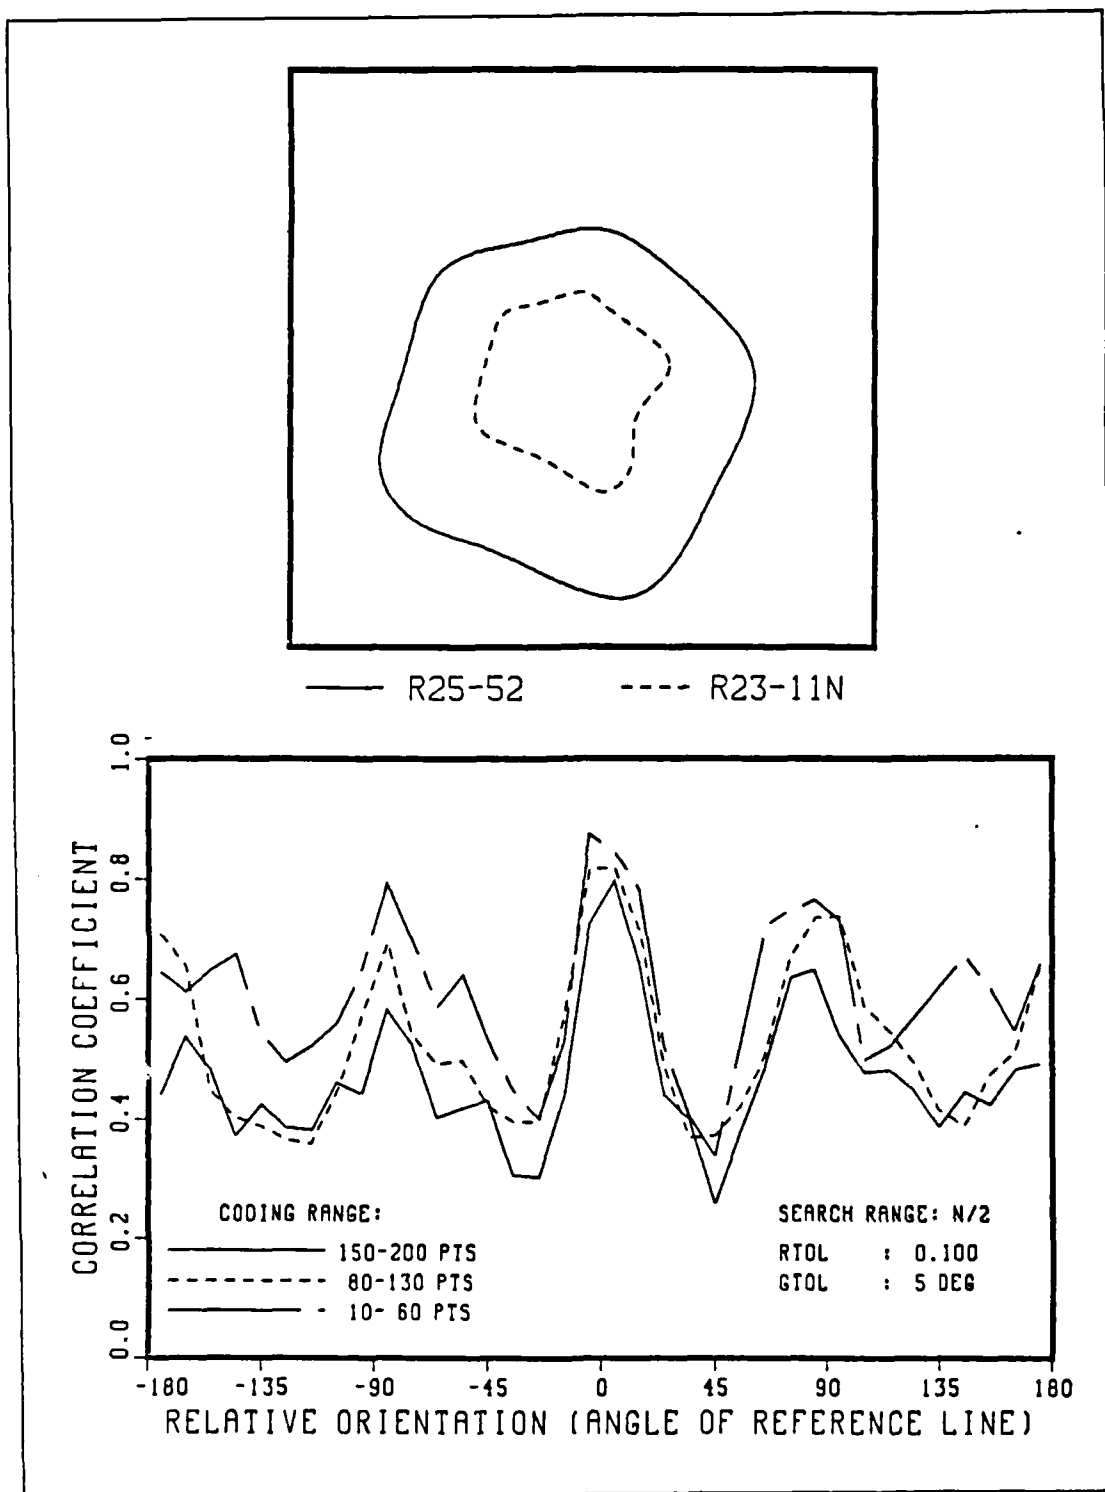 R25-52 R23-11N
CORRELATION COEFFICIENT
1.0
0.8
0.6
0.4
0.2
0.0
CODING RANGE:
150-200 PTS
80-130 PTS
10- 60 PTS
SEARCH RANGE: N/2
RTOL : 0.100
GTOL : 5 DEG
-180 -135 -90 -45 0 45 90 135 180
RELATIVE ORIENTATION (ANGLE OF REFERENCE LINE)